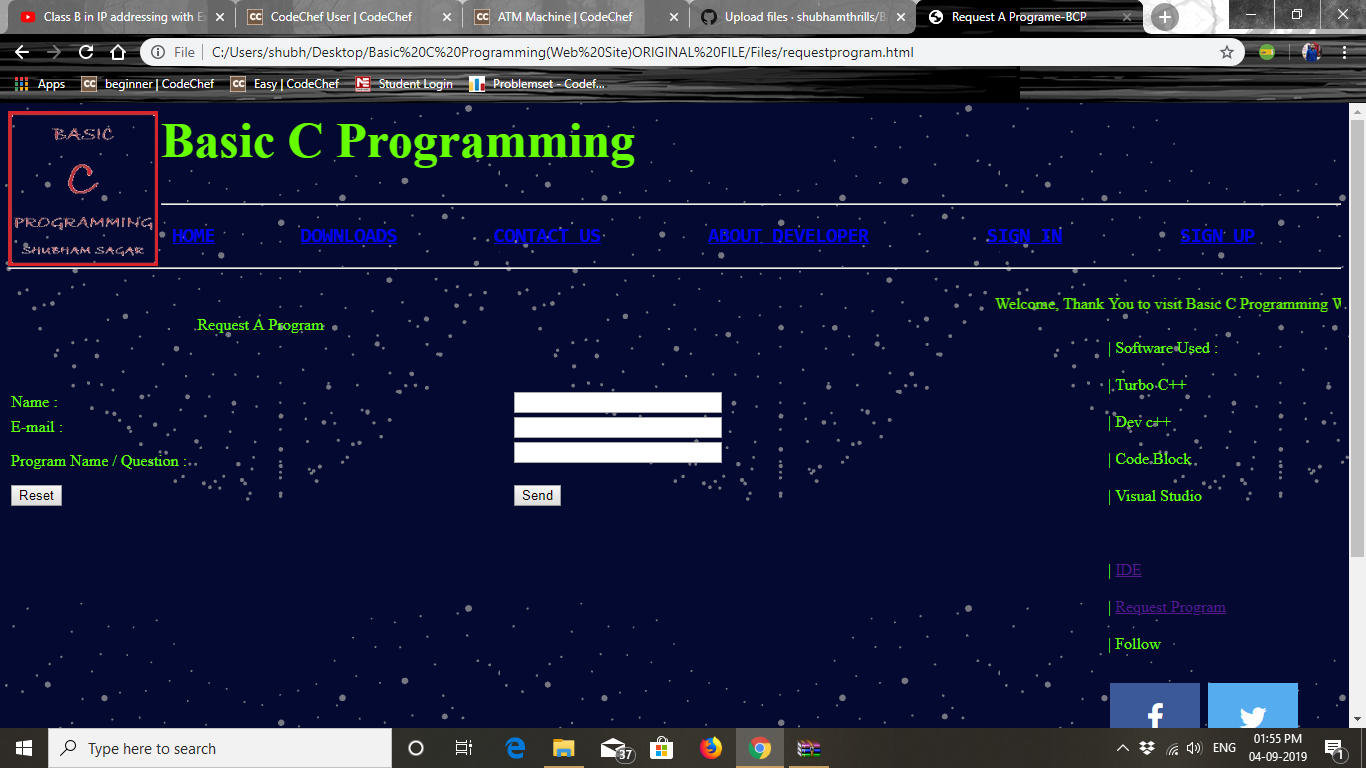 Class B in IP addressing with E
CodeChef User | CodeChef
ATM Machine | CodeChef
Upload files · shubhamthrills/B
Request A Programe-BCP
File | C:/Users/shubh/Desktop/Basic%20C%20Programming(Web%20Site)ORIGINAL%20FILE/Files/requestprogram.html
Apps
CC beginner | CodeChef
CC Easy | CodeChef
Student Login
Problemset - Codef...
BASIC
C
PROGRAMMING
SHUBHAM SAGAR
Basic C Programming
HOME DOWNLOADS CONTACT US ABOUT DEVELOPER SIGN IN SIGN UP
Welcome, Thank You to visit Basic C Programming W
Request A Program
Name :
E-mail :
Program Name / Question :
Reset Send
| Software Used :
| Turbo C++
| Dev c++
| Code Block
| Visual Studio
| IDE
| Request Program
| Follow
Type here to search
37
ENG
01:55 PM
04-09-2019
1